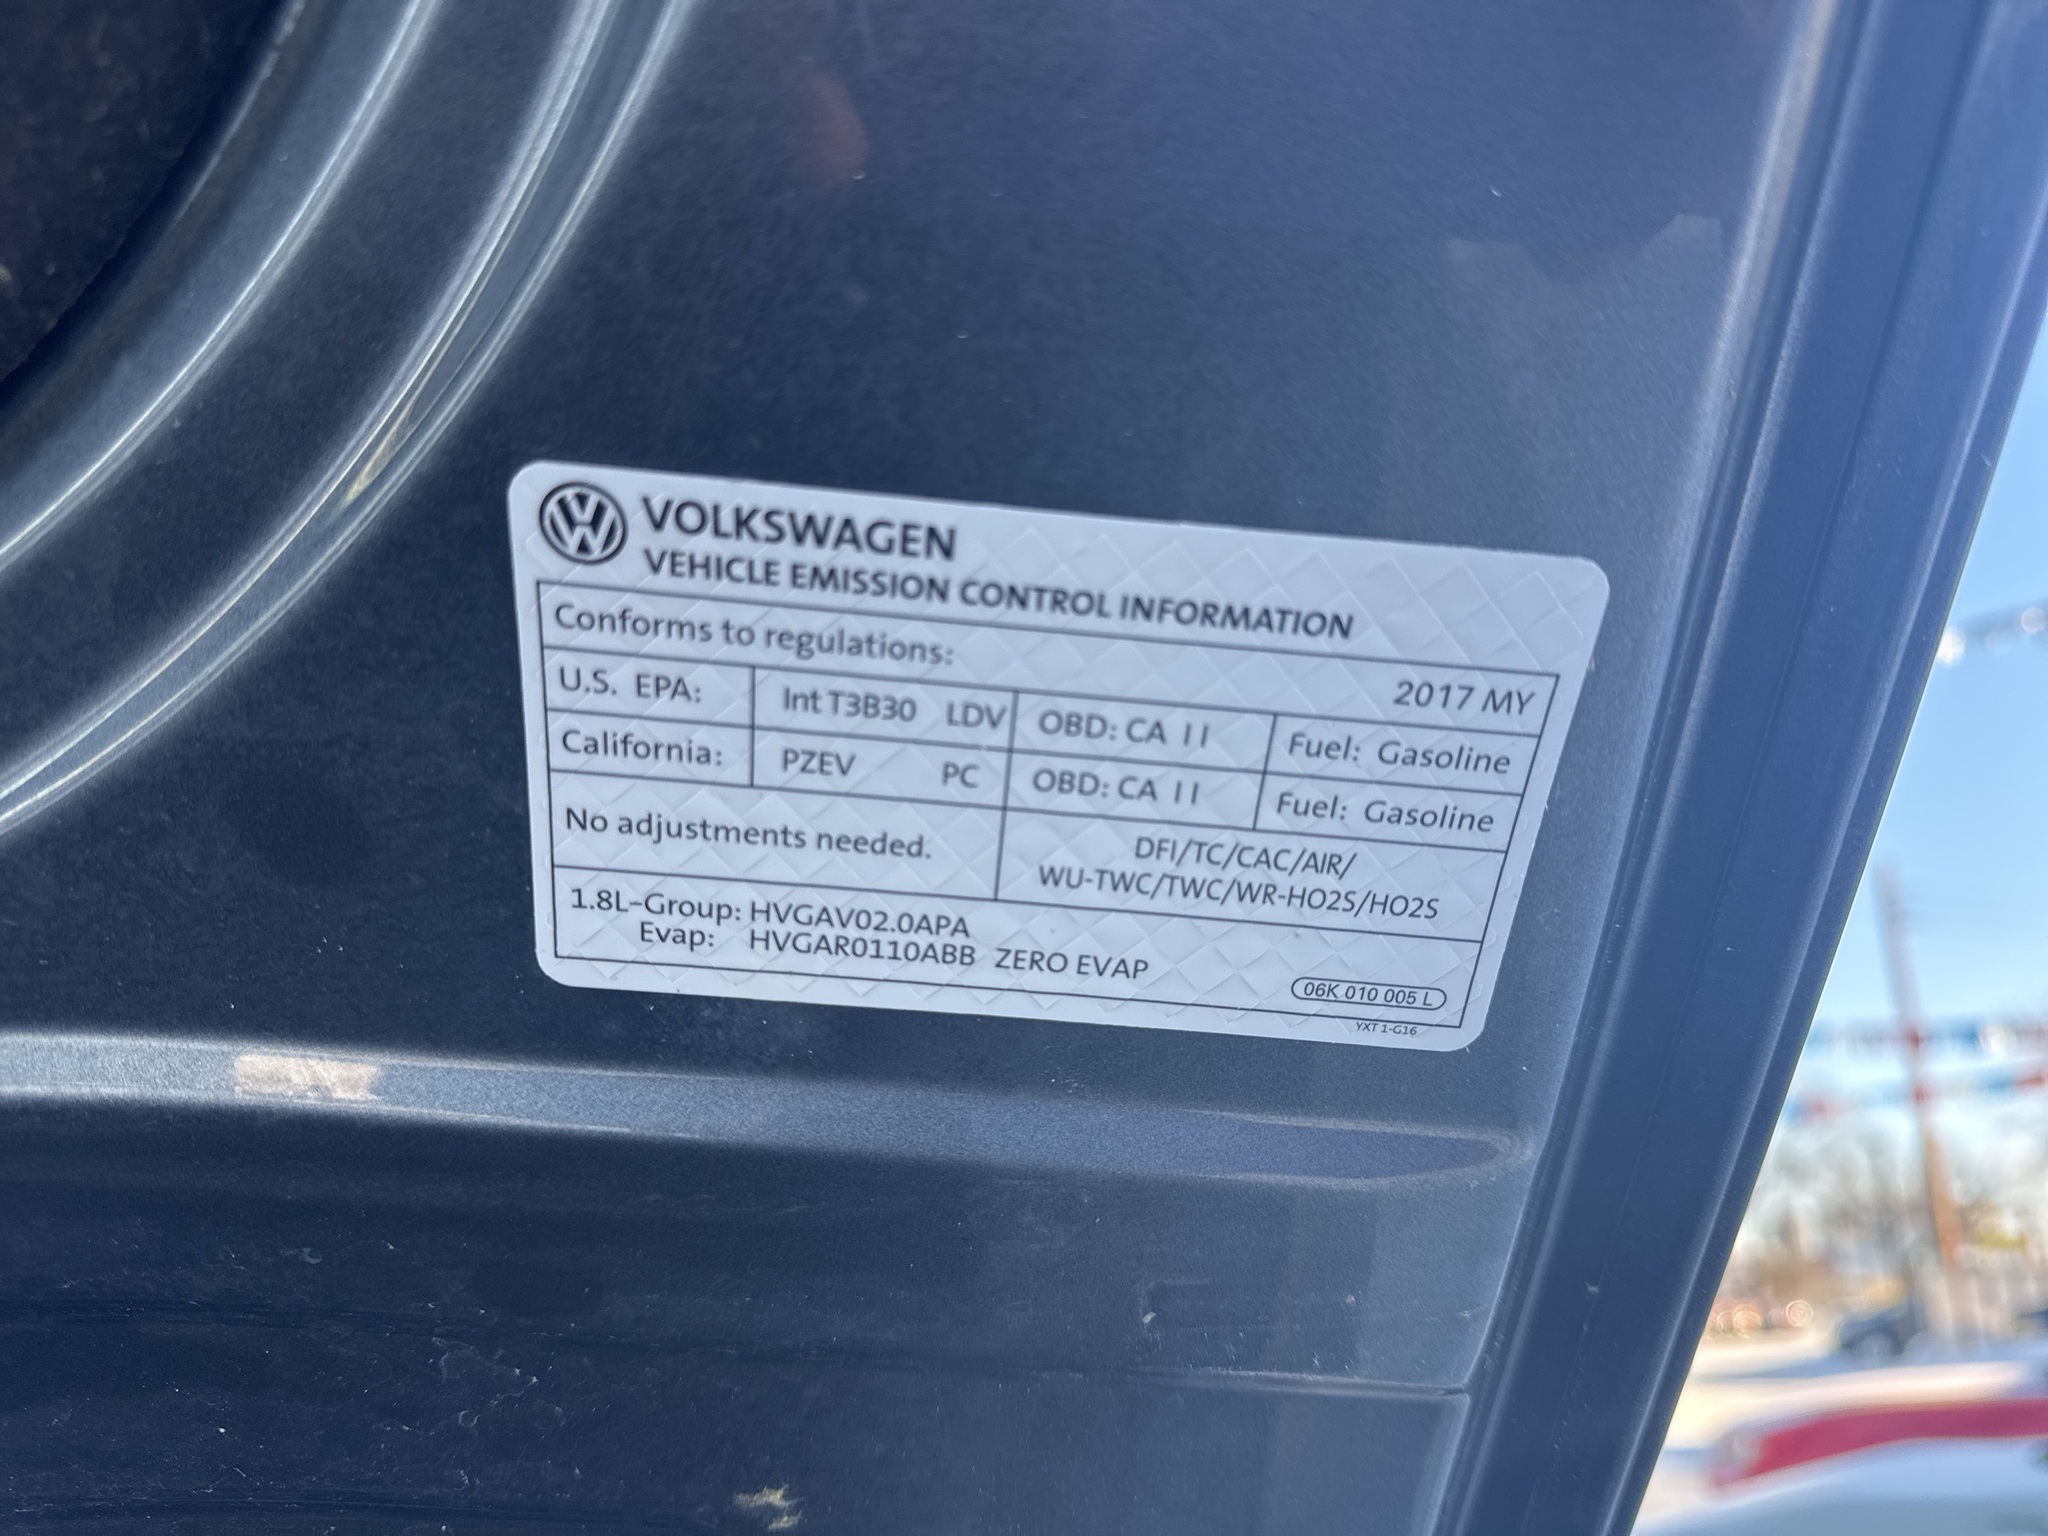 VOLKSWAGEN
VEHICLE EMISSION CONTROL INFORMATION
Conforms to regulations: 2017 MY
U.S. EPA: Int T3B30 LDV OBD: CA II Fuel: Gasoline
California: PZEV PC OBD: CA II Fuel: Gasoline
No adjustments needed.
DFI/TC/CAC/AIR/
WU-TWC/TWC/WR-HO2S/HO2S
1.8L-Group: HVGAV02.0APA
Evap: HVGAR0110ABB ZERO EVAP
06K 010 005 L
YXT 1-G16